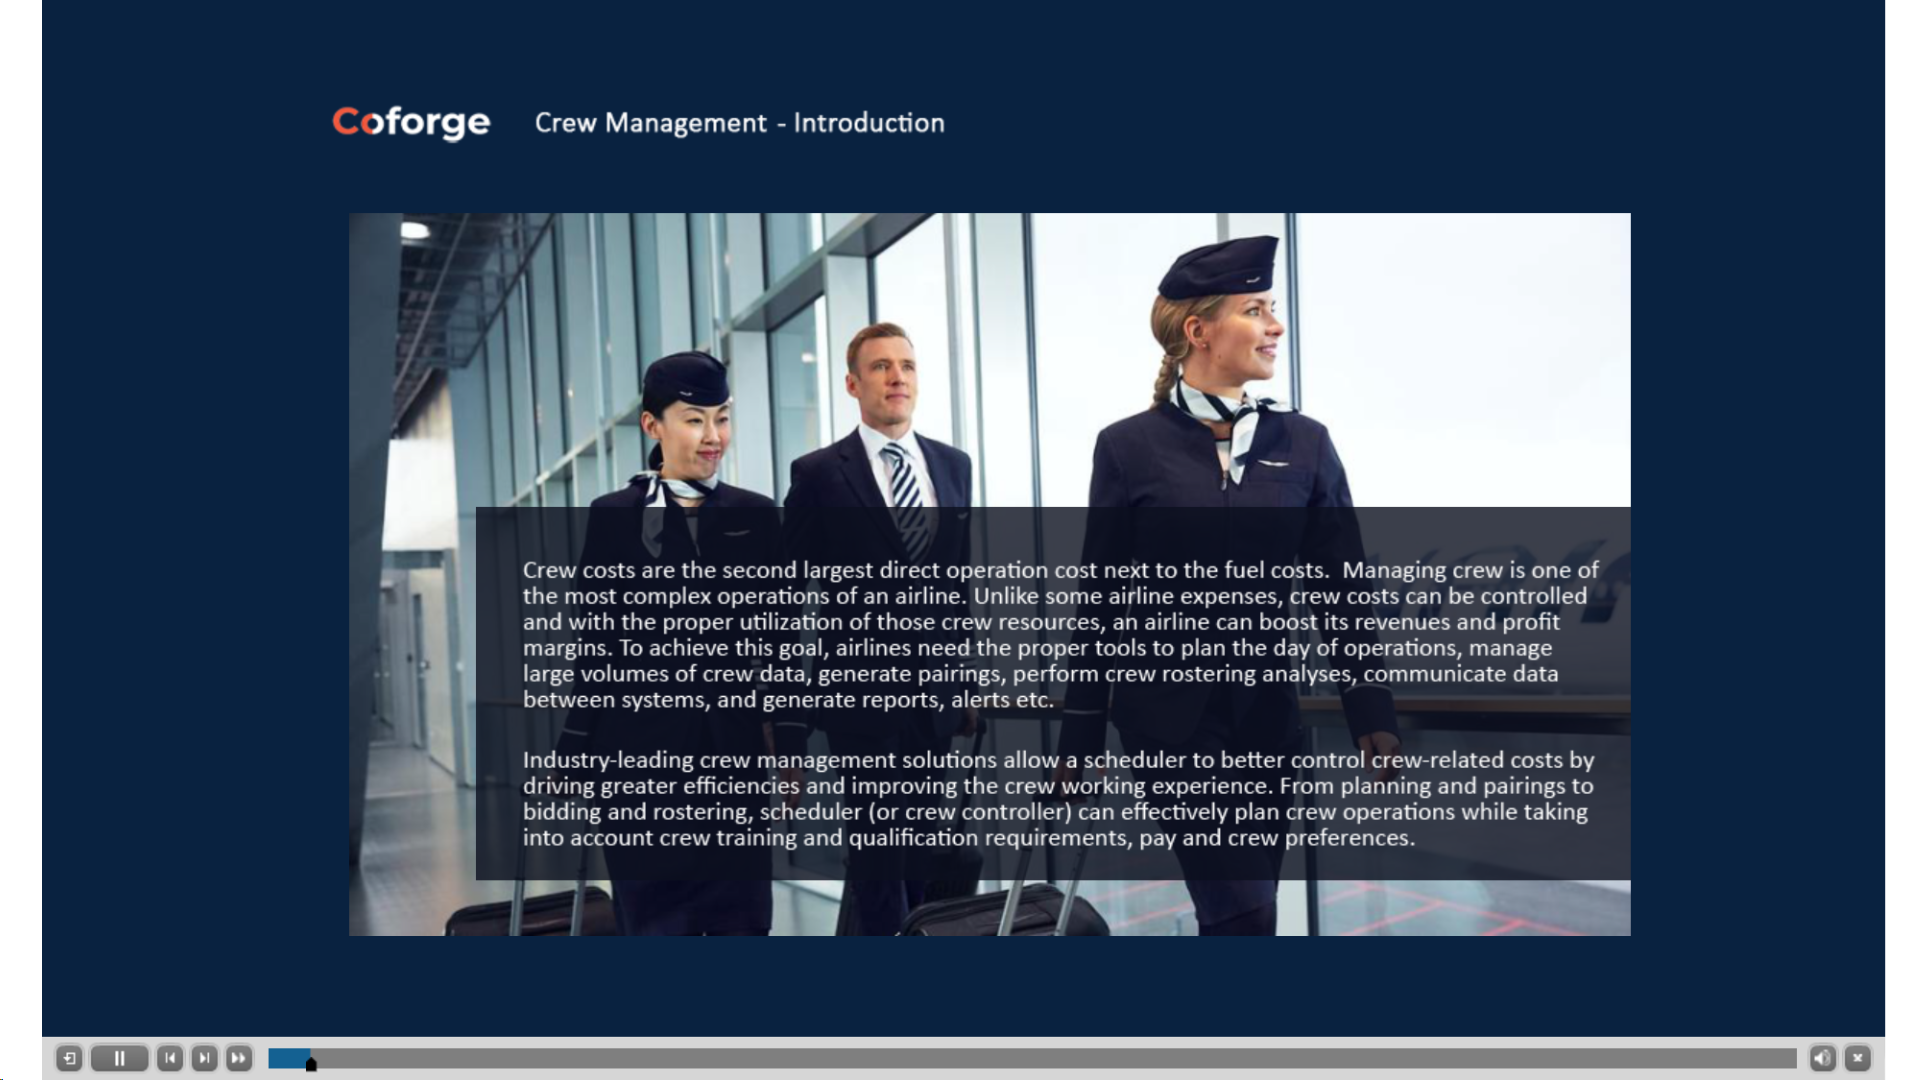 Coforge
Crew Management - Introduction
Crew costs are the second largest direct operation cost next to the fuel costs.  Managing crew is one of
the most complex operations of an airline. Unlike some airline expenses, crew costs can be controlled
and with the proper utilization of those crew resources, an airline can boost its revenues and profit
margins. To achieve this goal, airlines need the proper tools to plan the day of operations, manage
large volumes of crew data, generate pairings, perform crew rostering analyses, communicate data
between systems, and generate reports, alerts etc.
Industry-leading crew management solutions allow a scheduler to better control crew-related costs by
driving greater efficiencies and improving the crew working experience. From planning and pairings to
bidding and rostering, scheduler (or crew controller) can effectively plan crew operations while taking
into account crew training and qualification requirements, pay and crew preferences.